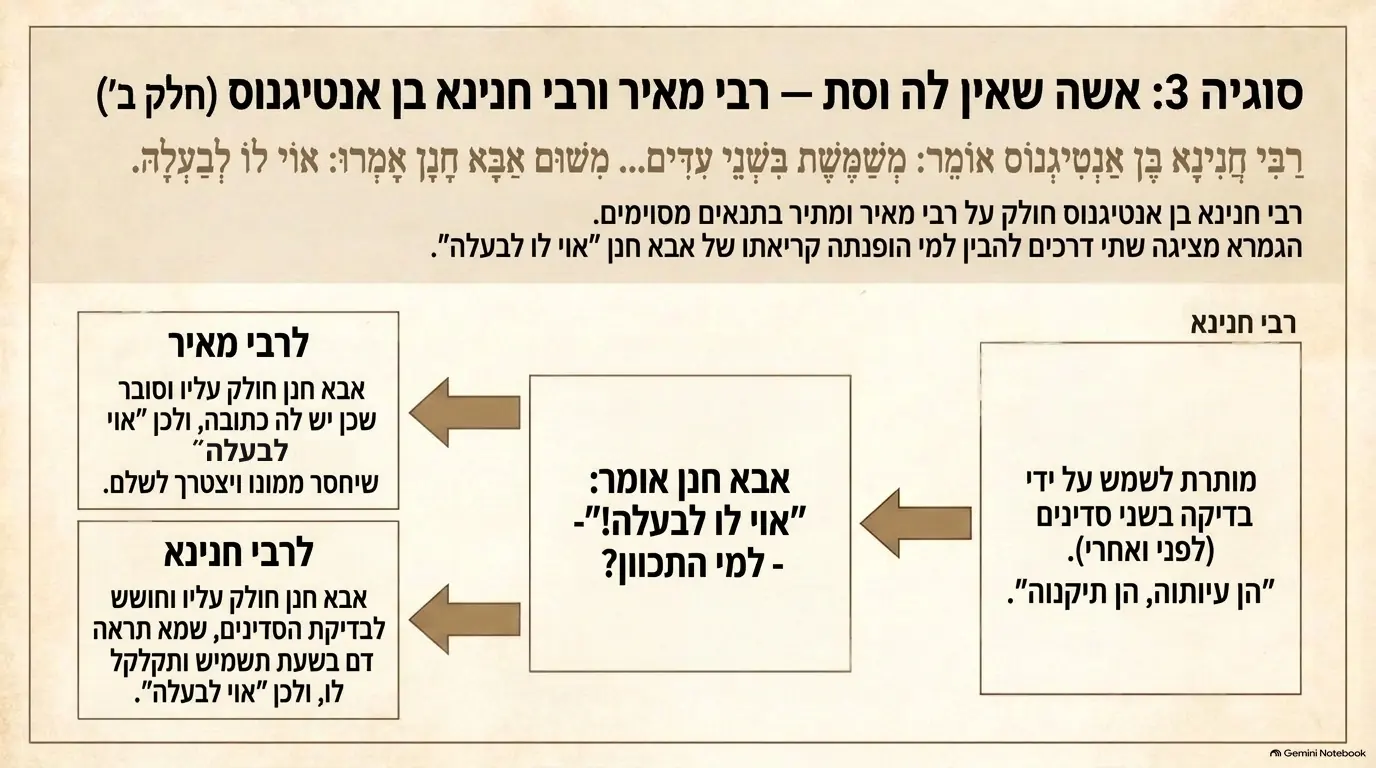 סוגיה 3: אשה שאין לה וסת – רבי מאיר ורבי חנינא בן אנטיגנוס (חלק ב')
רַבִּי חֲנִינָא בֶּן אַנְטִיגְנוֹס אוֹמֵר: מְשַׁמֶּשֶׁת בִּשְׁנֵי עִדִּים... מִשּׁוּם אַבָּא חָנָן אָמְרוּ: אוֹי לוֹ לְבַעְלָהּ.
רבי חנינא בן אנטיגנוס חולק על רבי מאיר ומתיר בתנאים מסוימים.
הגמרא מציגה שתי דרכים להבין למי הופנתה קריאתו של אבא חנן "אוי לו לבעלה".
רבי חנינא
מותרת לשמש על ידי
בדיקה בשני סדינים
(לפני ואחרי).
"הן עיותוה, הן תיקנוה".
אבא חנן אומר:
"אוי לו לבעלה!"-
- למי התכוון?
לרבי מאיר
אבא חנן חולק עליו וסובר
שכן יש לה כתובה, ולכן "אוי
לבעלה"
שיחסר ממונו ויצטרך לשלם.
לרבי חנינא
אבא חנן חולק עליו וחושש
לבדיקת הסדינים, שמא תראה
דם בשעת תשמיש ותקלקל
לו, ולכן "אוי לבעלה".
Gemini Notebook